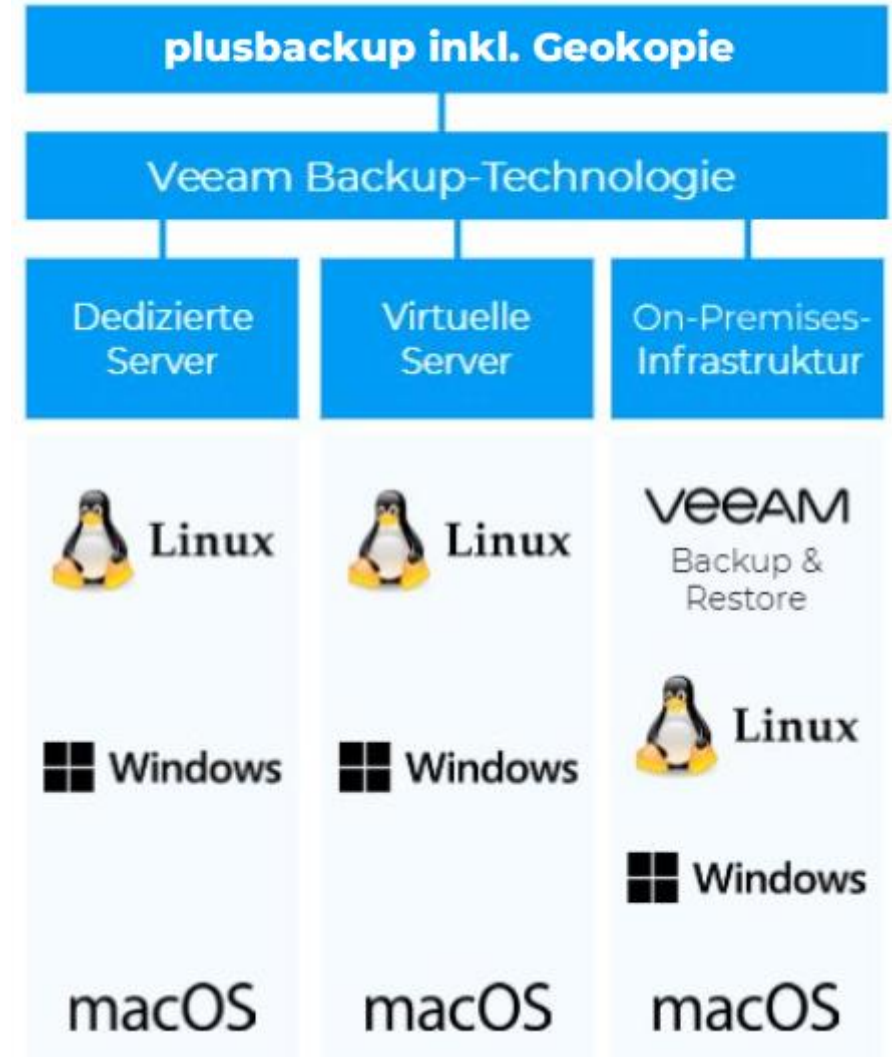 plusbackup inkl. Geokopie
Veeam Backup-Technologie
Dedizierte
Server
Linux
Windows
macOS
Virtuelle
Server
Linux
Windows
macOS
On-Premises-
Infrastruktur
veeAM
Backup &
Restore
Linux
Windows
macOS